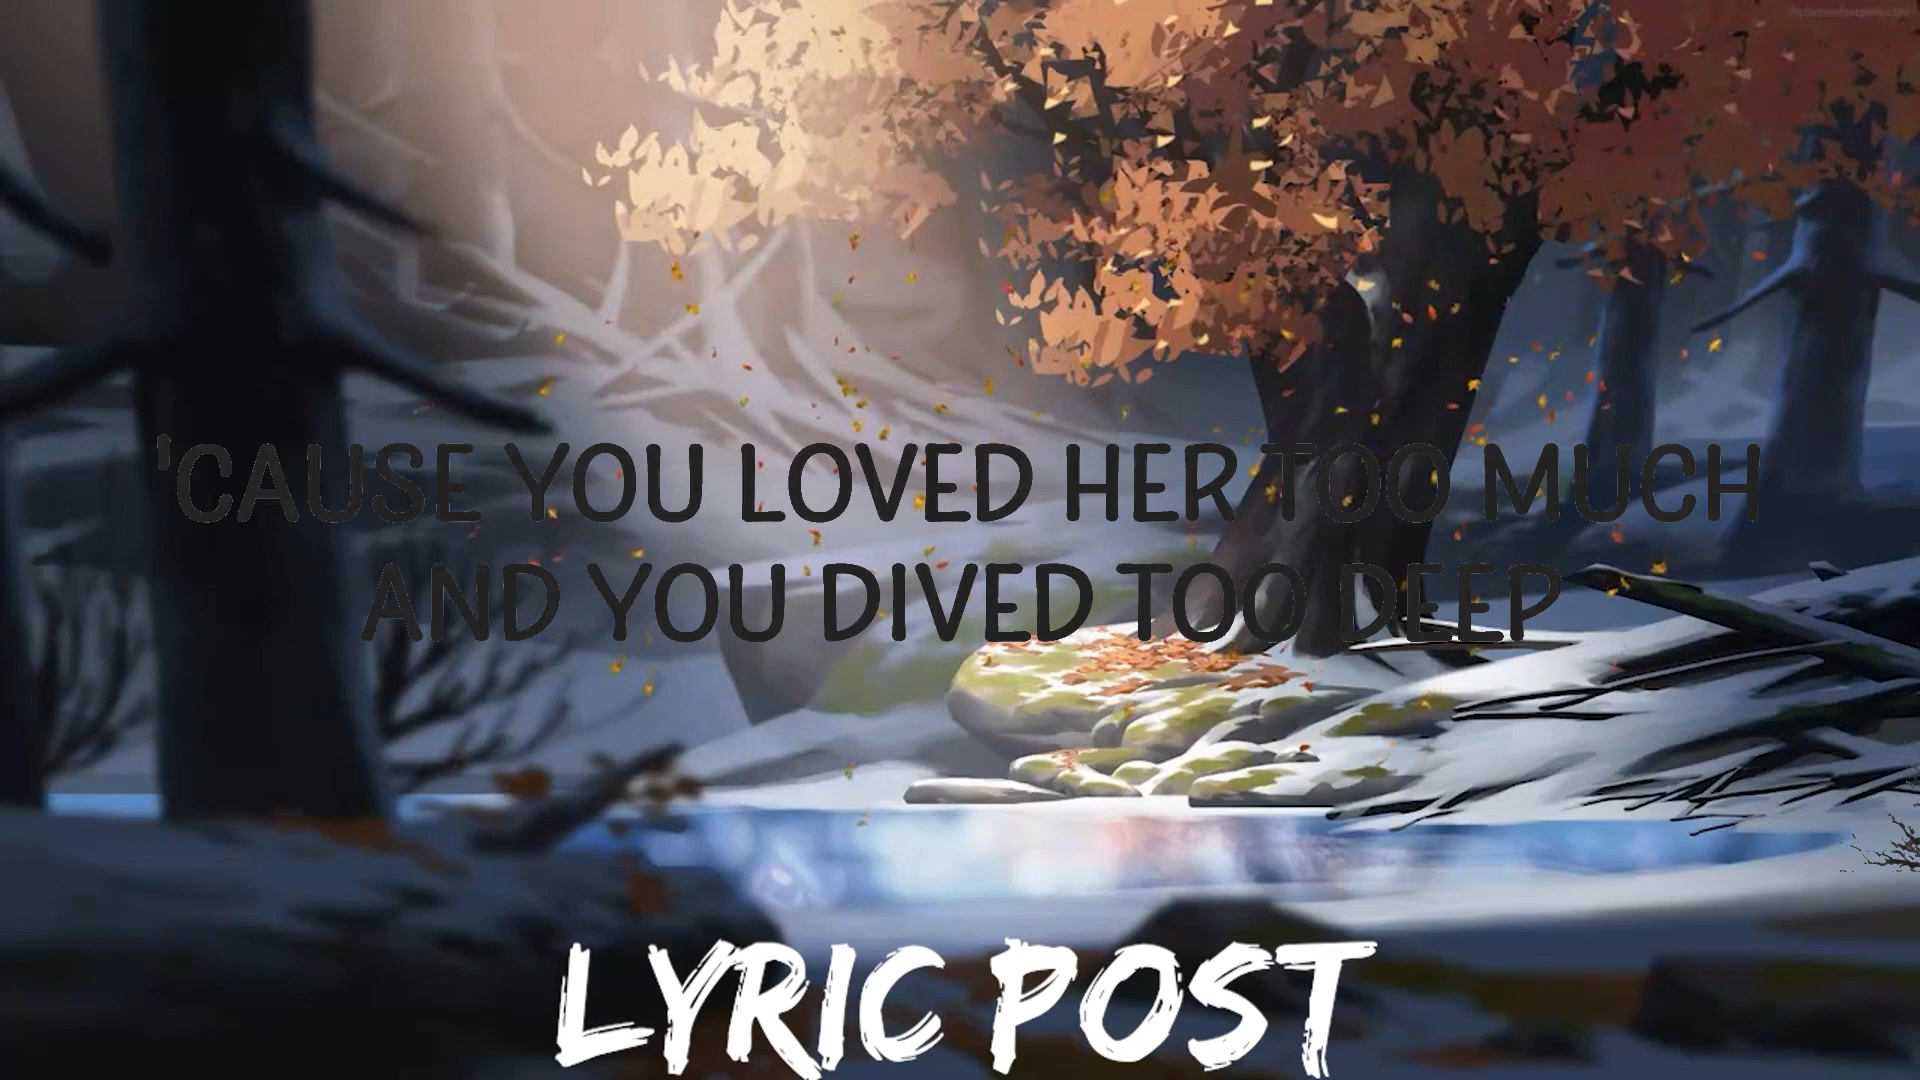 'CAUSE YOU LOVED HER TOO MUCH
AND YOU DIVED TOO DEEP
LYRIC POST